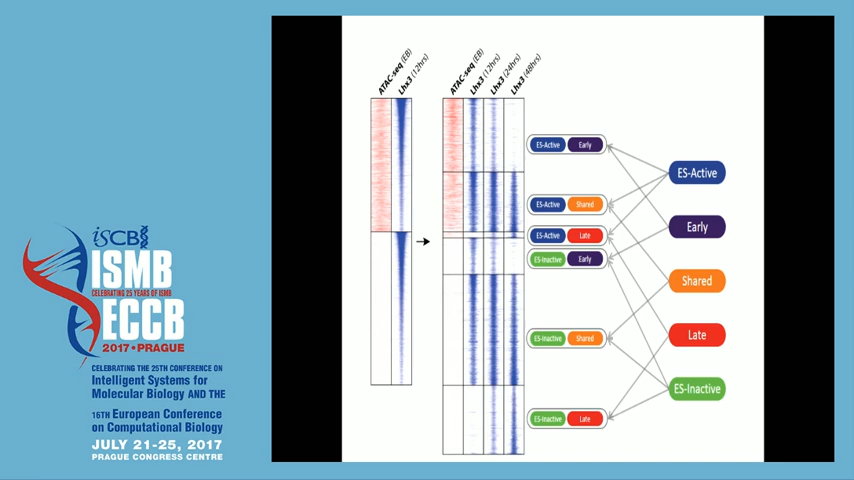 iSCB
ISMB
CELEBRATING 25 YEARS OF ISMB
ECCB
2017 • PRAGUE
CELEBRATING THE 25TH CONFERENCE ON
Intelligent Systems for
Molecular Biology AND THE
16TH European Conference
on Computational Biology
JULY 21-25, 2017
PRAGUE CONGRESS CENTRE
ATAC-seq (EB)
Lhx3 (12hrs)
ATAC-seq (EB)
Lhx3 (12hrs)
Lhx3 (24hrs)
Lhx3 (48hrs)
ES-Active Early
ES-Active Shared
ES-Active Late
ES-Inactive Early
ES-Inactive Shared
ES-Inactive Late
ES-Active
Early
Shared
Late
ES-Inactive